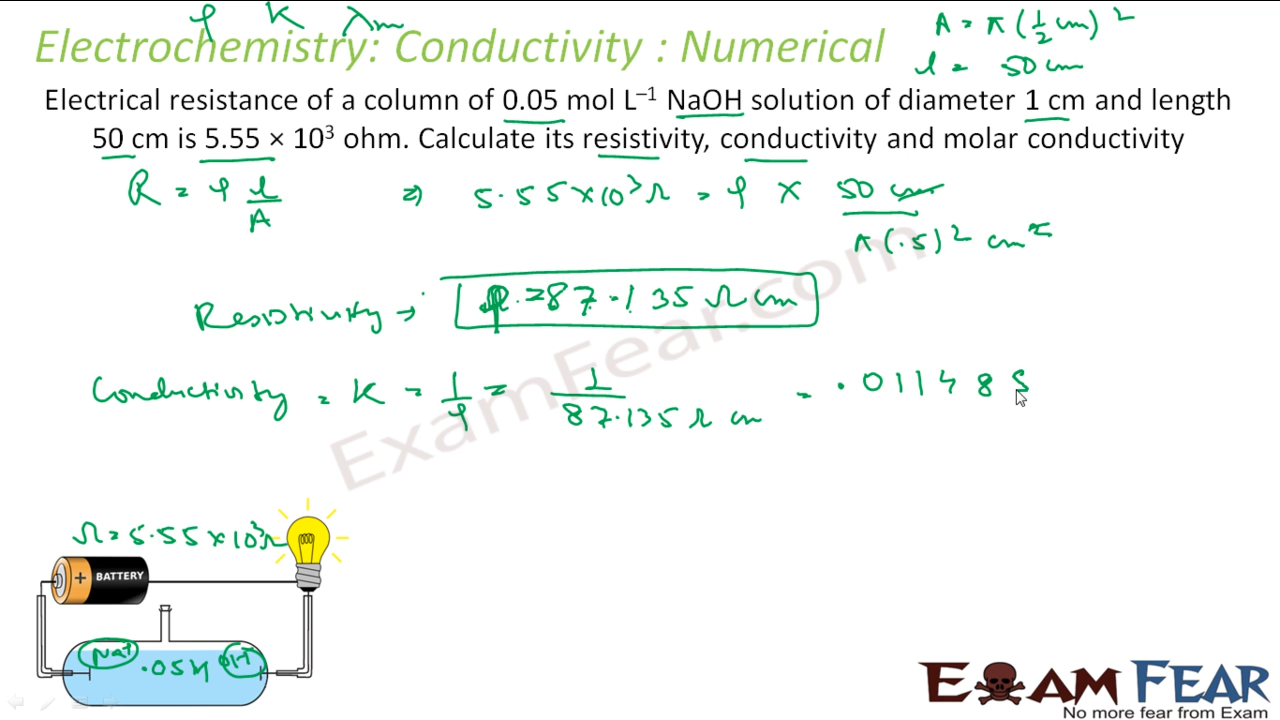 ρ K λm
Electrochemistry: Conductivity : Numerical
A = π (1/2 cm)²
l = 50 cm
Electrical resistance of a column of 0.05 mol L⁻¹ NaOH solution of diameter 1 cm and length
50 cm is 5.55 × 10³ ohm. Calculate its resistivity, conductivity and molar conductivity
R = ρ l/A ⇒ 5.55×10³ Ω = ρ × 50 cm / π(.5)² cm²
Resistivity → ρ = 87.135 Ω cm
Conductivity = K = 1/ρ = 1/87.135 Ω cm = .01148 S
ExamFear.com
Ω = 5.55×10³Ω
+ BATTERY
Na+ .05M OH-
EXAM FEAR
No more fear from Exam